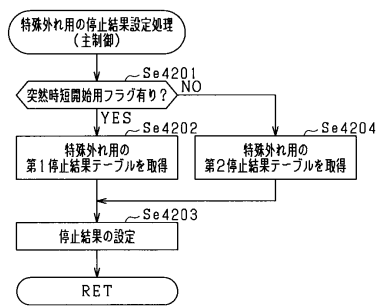 特殊外れ用の停止結果設定処理
(主制御)
Se4201
突然時短開始用フラグ有り?
NO
YES
Se4202
特殊外れ用の
第1停止結果テーブルを取得
Se4204
特殊外れ用の
第2停止結果テーブルを取得
Se4203
停止結果の設定
RET